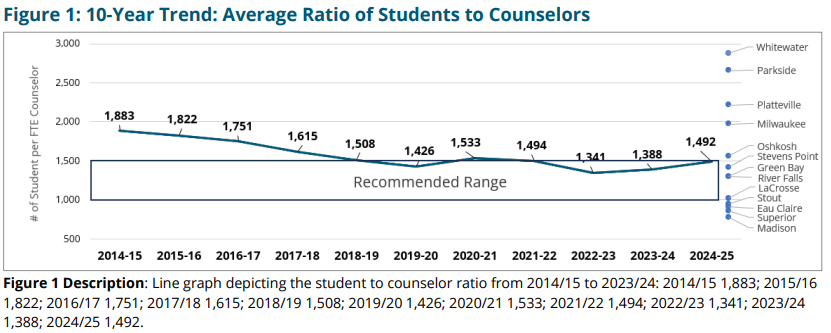 Figure 1: 10-Year Trend: Average Ratio of Students to Counselors
# of Student per FTE Counselor
3,000
2,500
2,000
1,500
1,000
500
1,883
1,822
1,751
1,615
1,508
1,426
1,533
1,494
1,341
1,388
1,492
Recommended Range
Whitewater
Parkside
Platteville
Milwaukee
Oshkosh
Stevens Point
Green Bay
River Falls
LaCrosse
Stout
Eau Claire
Superior
Madison
2014-15 2015-16 2016-17 2017-18 2018-19 2019-20 2020-21 2021-22 2022-23 2023-24 2024-25
Figure 1 Description: Line graph depicting the student to counselor ratio from 2014/15 to 2023/24: 2014/15 1,883; 2015/16
1,822; 2016/17 1,751; 2017/18 1,615; 2018/19 1,508; 2019/20 1,426; 2020/21 1,533; 2021/22 1,494; 2022/23 1,341; 2023/24
1,388; 2024/25 1,492.